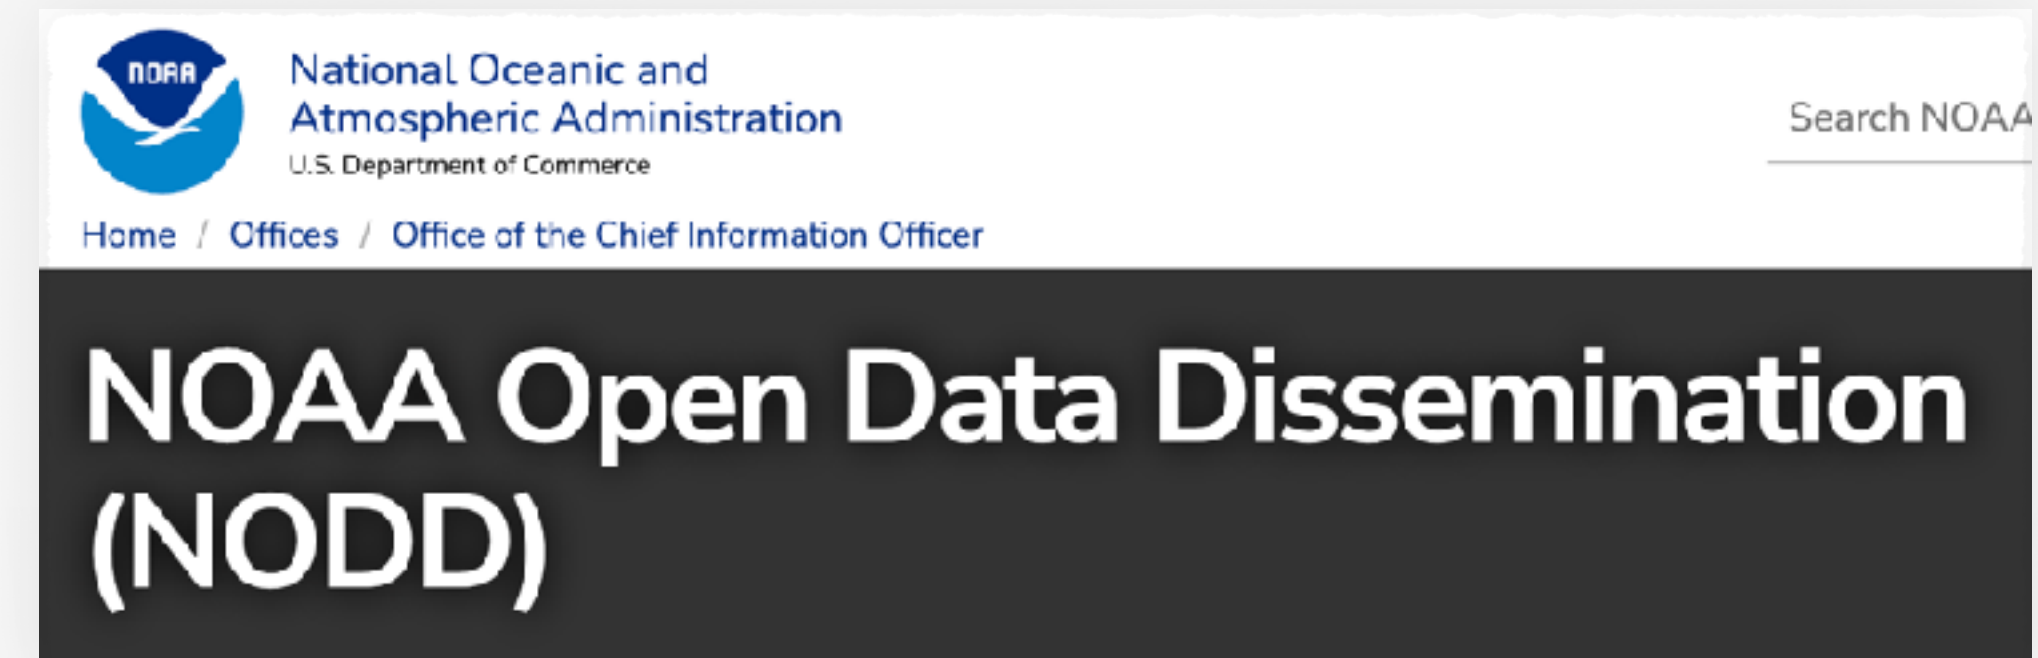 NOAA
National Oceanic and
Atmospheric Administration
U.S. Department of Commerce
Search NOAA
Home / Offices / Office of the Chief Information Officer
NOAA Open Data Dissemination
(NODD)